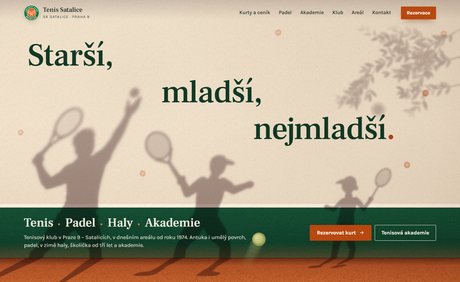 Tenis Satalice
SK SATALICE · PRAHA 9
Kurty a ceník
Padel
Akademie
Klub
Areál
Kontakt
Rezervace
Starší,
mladší,
nejmladší.
Tenis · Padel · Haly · Akademie
Tenisový klub v Praze 9 – Satalicích, v dnešním areálu od roku 1974. Antuka i umělý povrch,
padel, v zimě haly, školička od tří let a akademie.
Rezervovat kurt →
Tenisová akademie